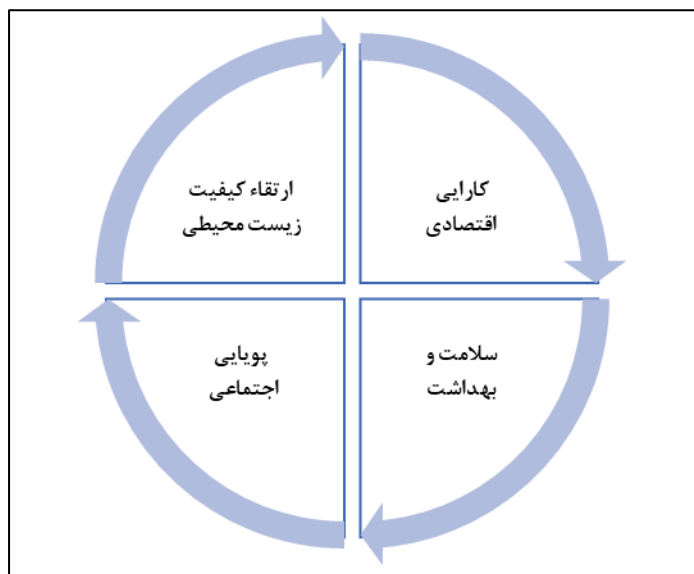 کارایی
اقتصادی
ارتقاء کیفیت
زیست محیطی
سلامت و
بهداشت
پویایی
اجتماعی